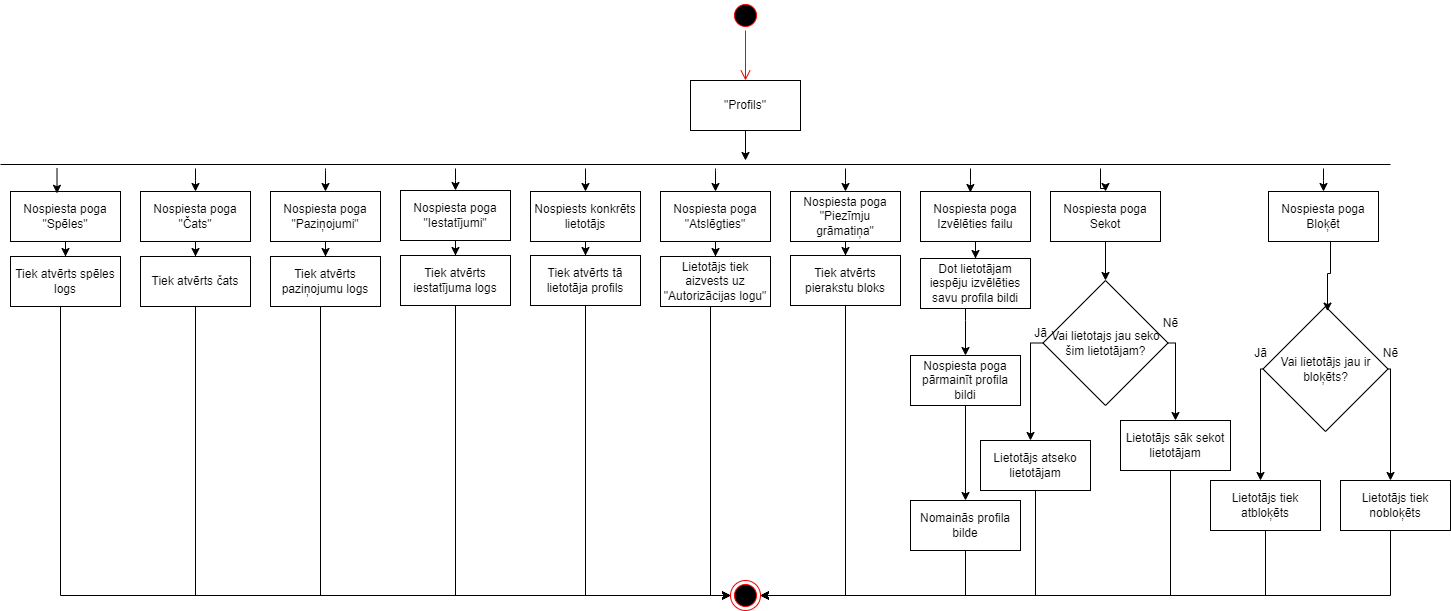 "Profils"
Nospiesta poga
"Spēles"
Nospiesta poga
"Čats"
Nospiesta poga
"Paziņojumi"
Nospiesta poga
"Iestatījumi"
Nospiests konkrēts
lietotājs
Nospiesta poga
"Atslēgties"
Nospiesta poga
"Piezīmju
grāmatiņa"
Nospiesta poga
Izvēlēties failu
Nospiesta poga
Sekot
Nospiesta poga
Bloķēt
Tiek atvērts spēles
logs
Tiek atvērts čats
Tiek atvērts
paziņojumu logs
Tiek atvērts
iestatījuma logs
Tiek atvērts tā
lietotāja profils
Lietotājs tiek
aizvests uz
"Autorizācijas logu"
Tiek atvērts
pierakstu bloks
Dot lietotājam
iespēju izvēlēties
savu profila bildi
Jā
Vai lietotajs jau seko
šim lietotājam?
Nē
Jā
Vai lietotājs jau ir
bloķēts?
Nē
Nospiesta poga
pārmainīt profila
bildi
Lietotājs atseko
lietotājam
Lietotājs sāk sekot
lietotājam
Nomainās profila
bilde
Lietotājs tiek
atbloķēts
Lietotājs tiek
nobloķēts